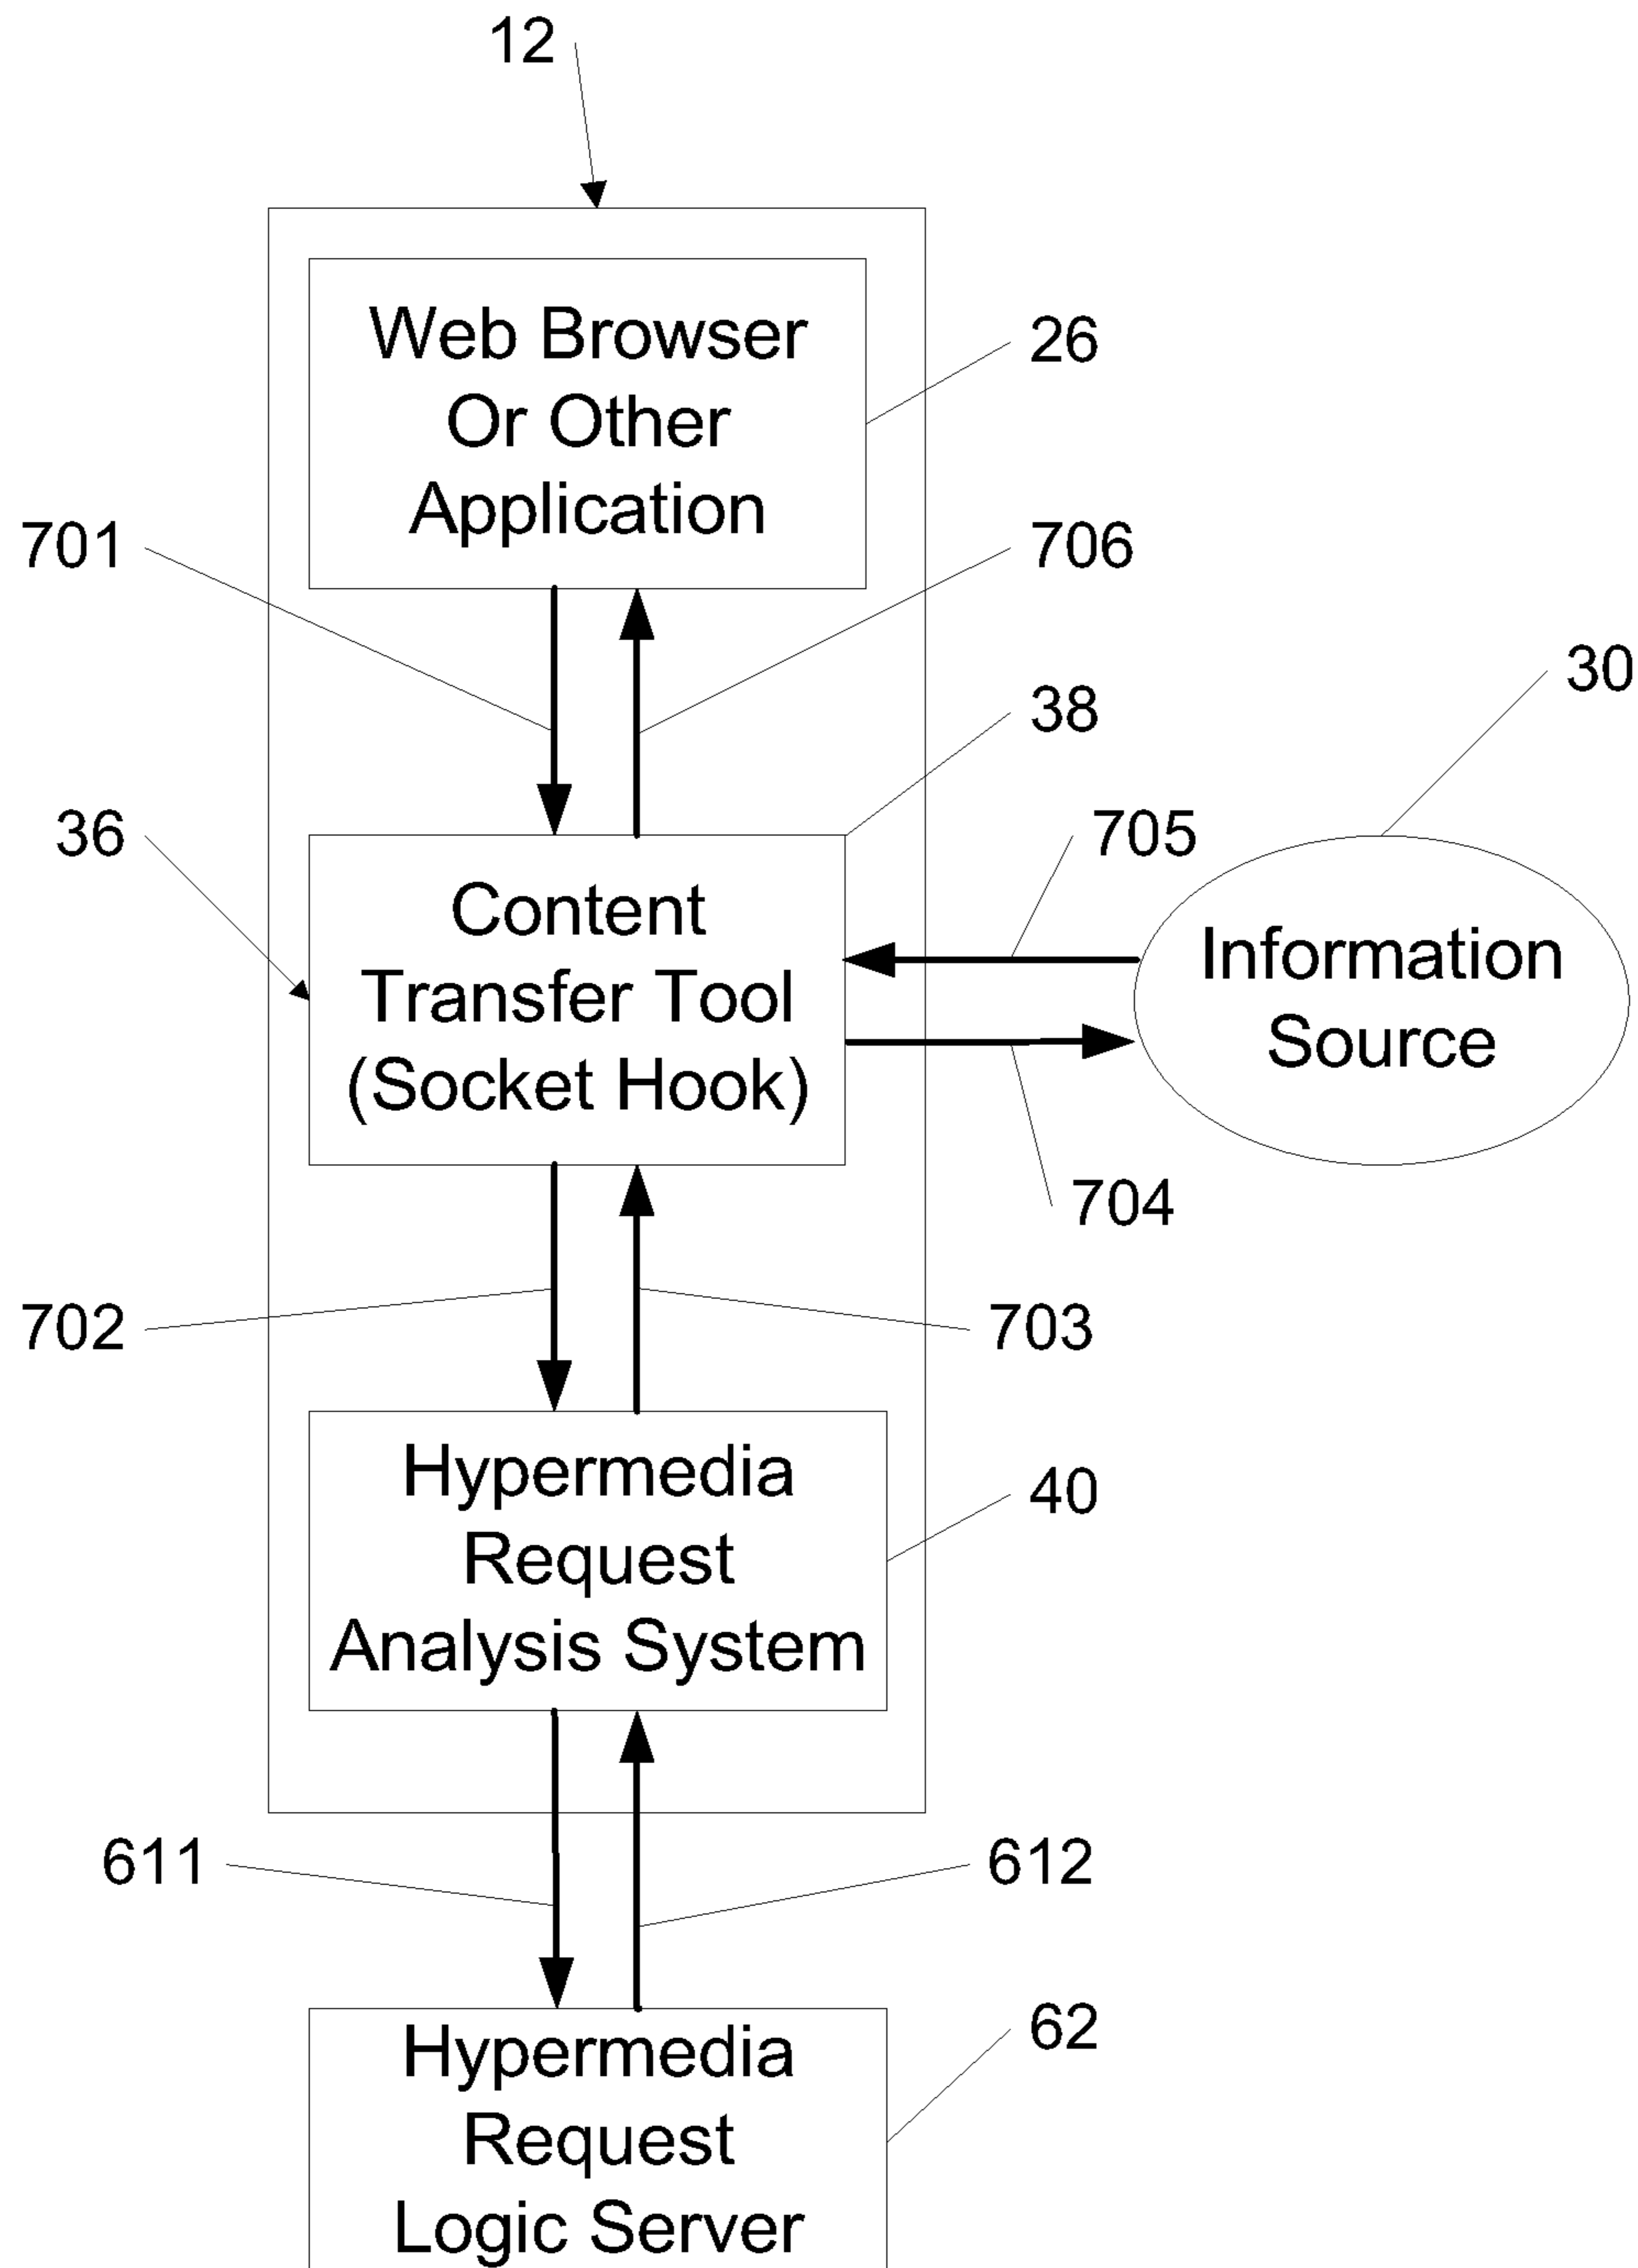 12
Web Browser
Or Other
Application
26
701
706
30
38
36
705
Content
Transfer Tool
(Socket Hook)
Information
Source
704
702
703
Hypermedia
Request
Analysis System
40
611
612
62
Hypermedia
Request
Logic Server